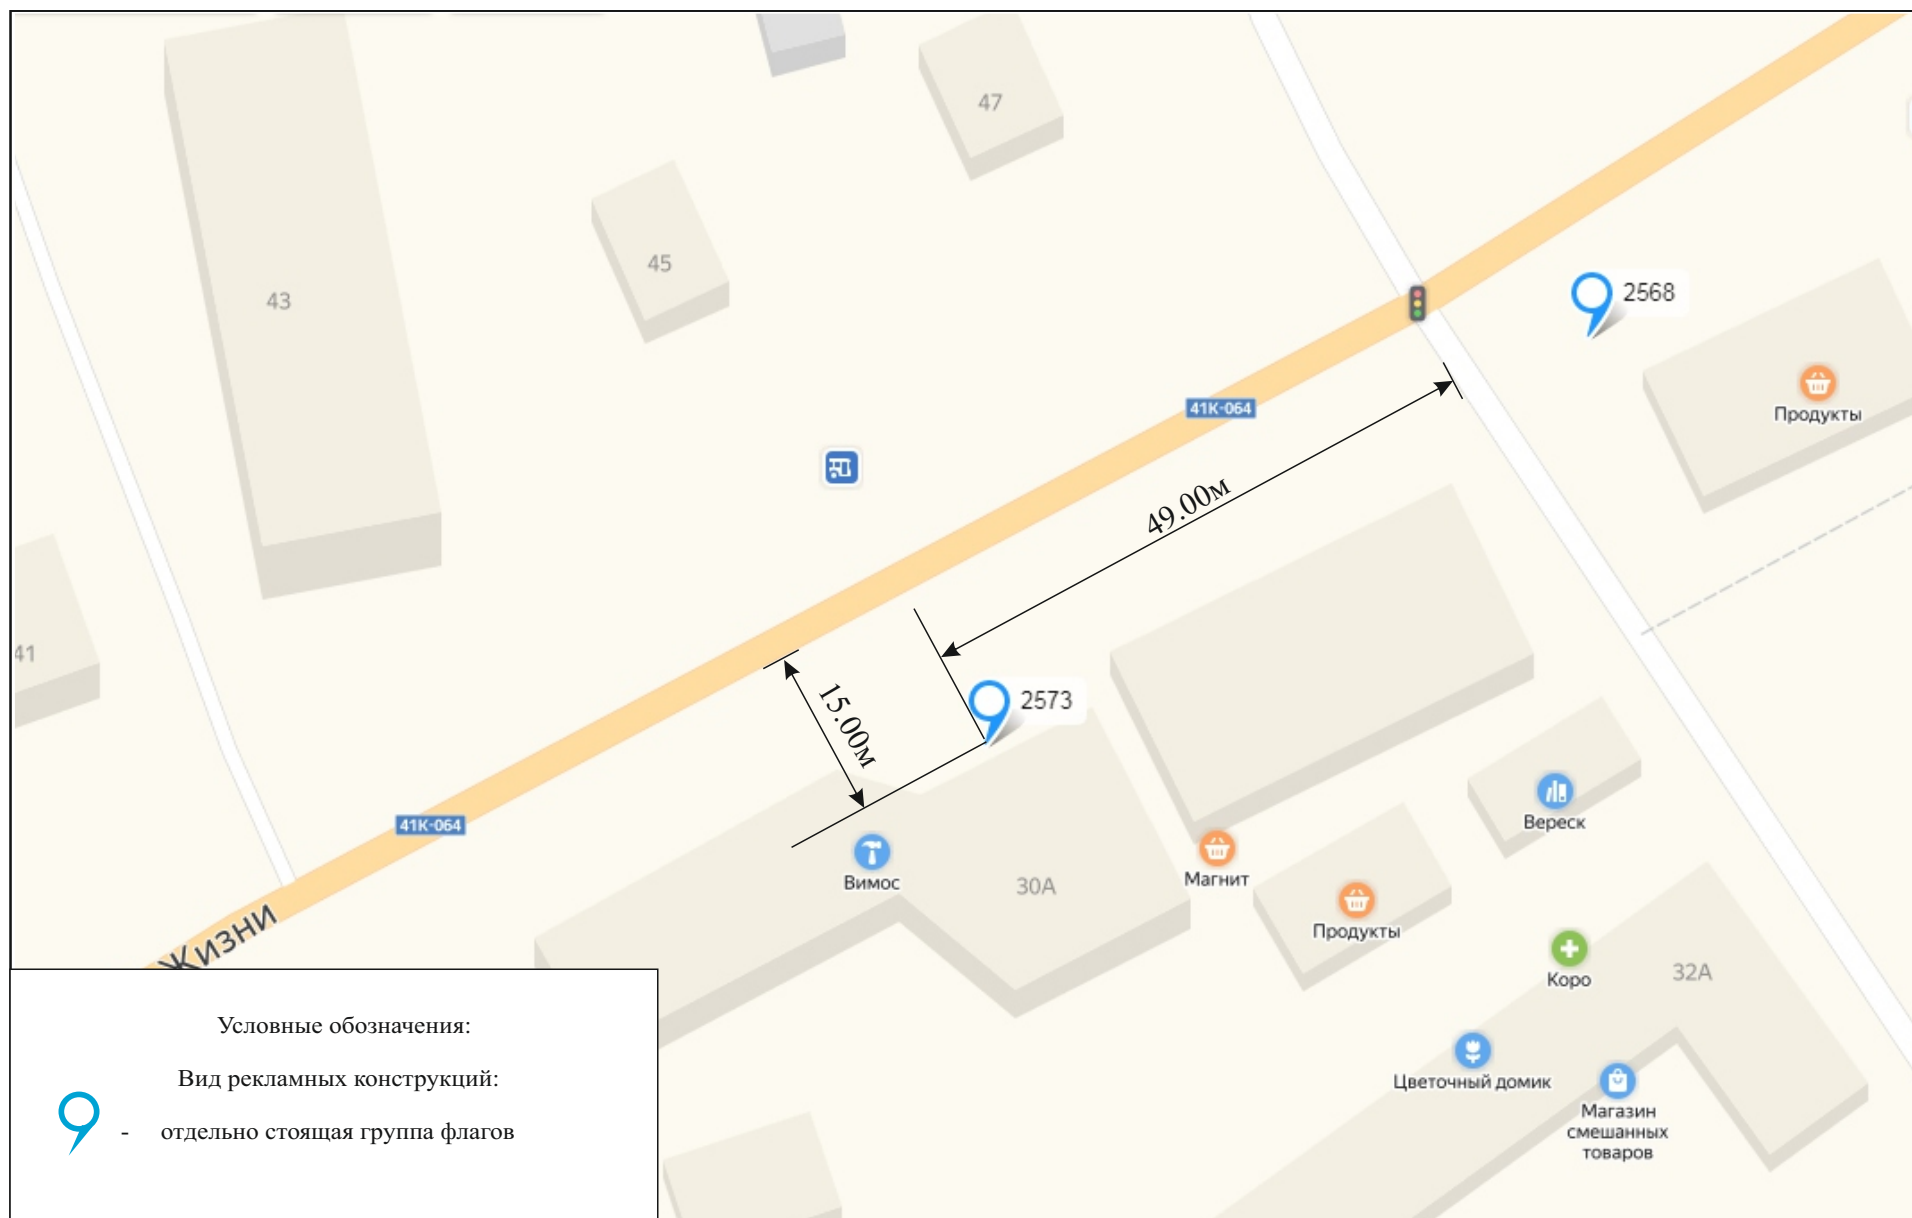 47
45
43
2568
Продукты
41К-064
49.00м
41
2573
15.00м
41К-064
Вереск
Вимос
30А
Магнит
Продукты
ЖИЗНИ
Коро
32А
Цветочный домик
Магазин
смешанных
товаров
Условные обозначения:
Вид рекламных конструкций:
- отдельно стоящая группа флагов